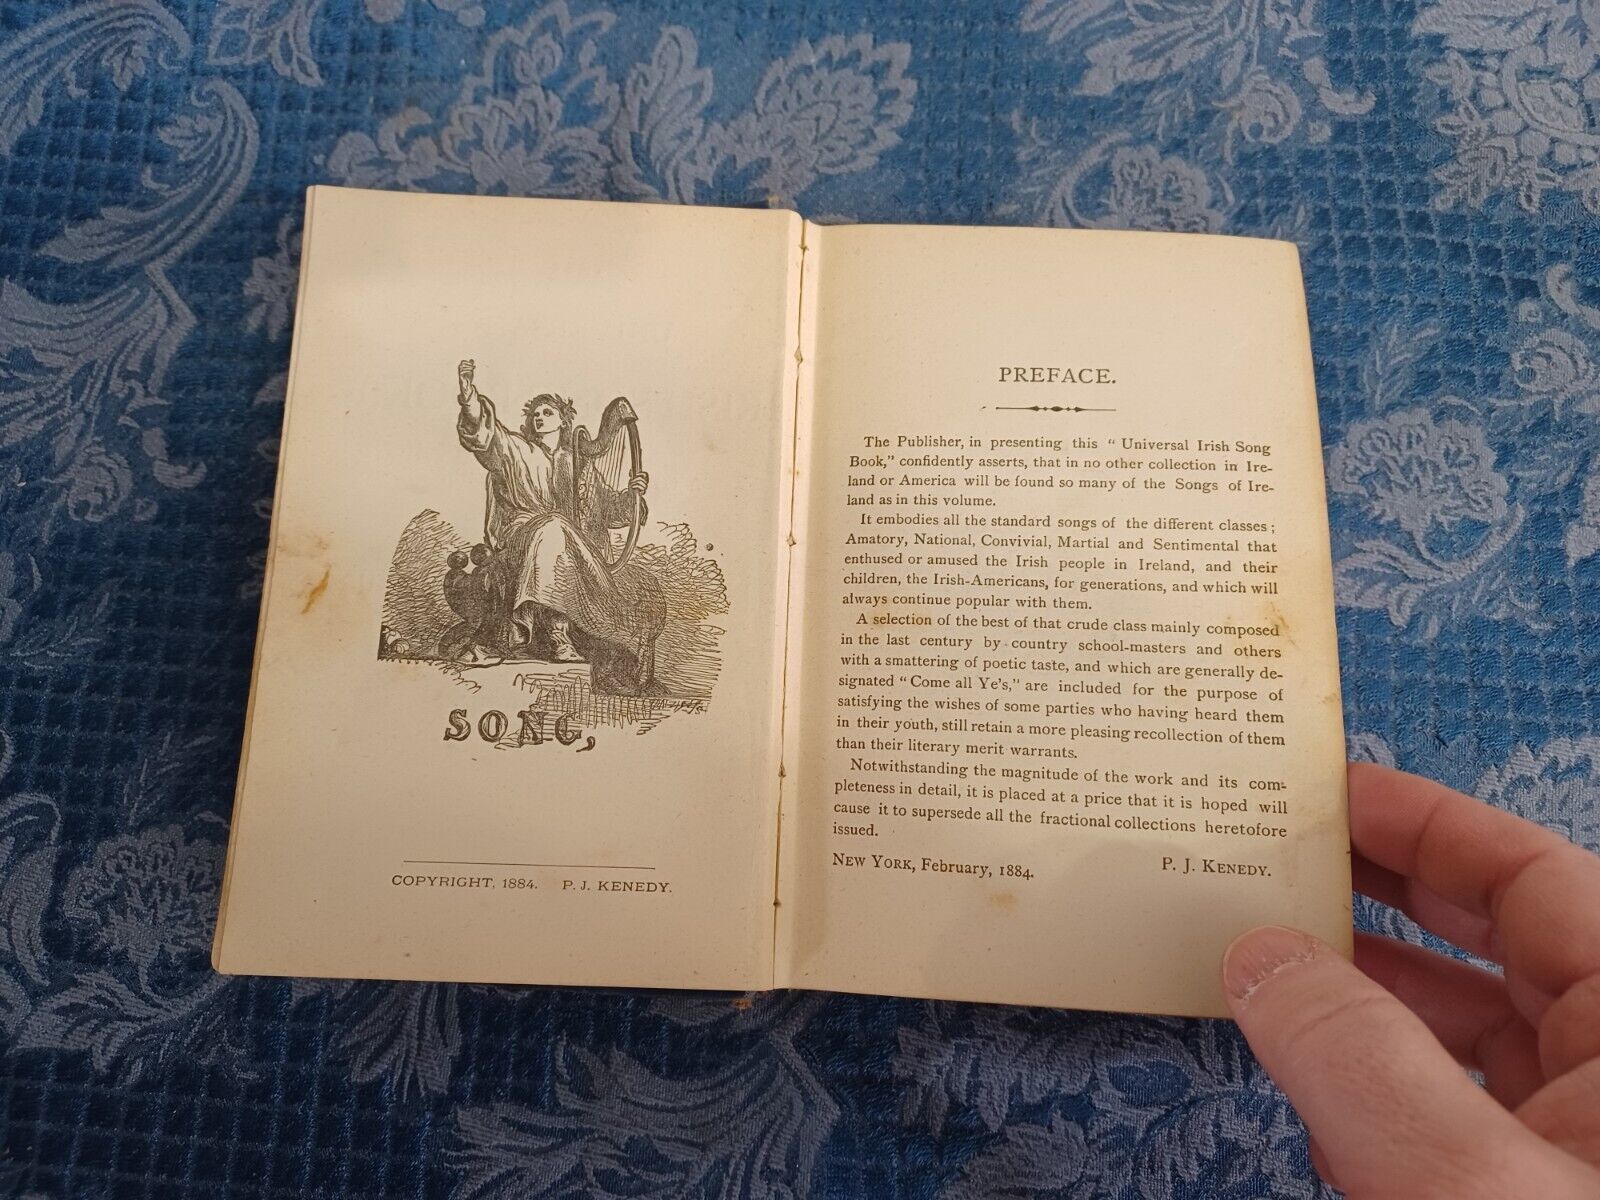 SONG,
COPYRIGHT, 1884. P. J. KENEDY.
PREFACE.
The Publisher, in presenting this " Universal Irish Song
Book," confidently asserts, that in no other collection in Ire-
land or America will be found so many of the Songs of Ire-
land as in this volume.
It embodies all the standard songs of the different classes ;
Amatory, National, Convivial, Martial and Sentimental that
enthused or amused the Irish people in Ireland, and their
children, the Irish-Americans, for generations, and which will
always continue popular with them.
A selection of the best of that crude class mainly composed
in the last century by country school-masters and others
with a smattering of poetic taste, and which are generally de-
signated "Come all Ye's," are included for the purpose of
satisfying the wishes of some parties who having heard them
in their youth, still retain a more pleasing recollection of them
than their literary merit warrants.
Notwithstanding the magnitude of the work and its com-
pleteness in detail, it is placed at a price that it is hoped will
cause it to supersede all the fractional collections heretofore
issued.
NEW YORK, February, 1884. P. J. KENEDY.